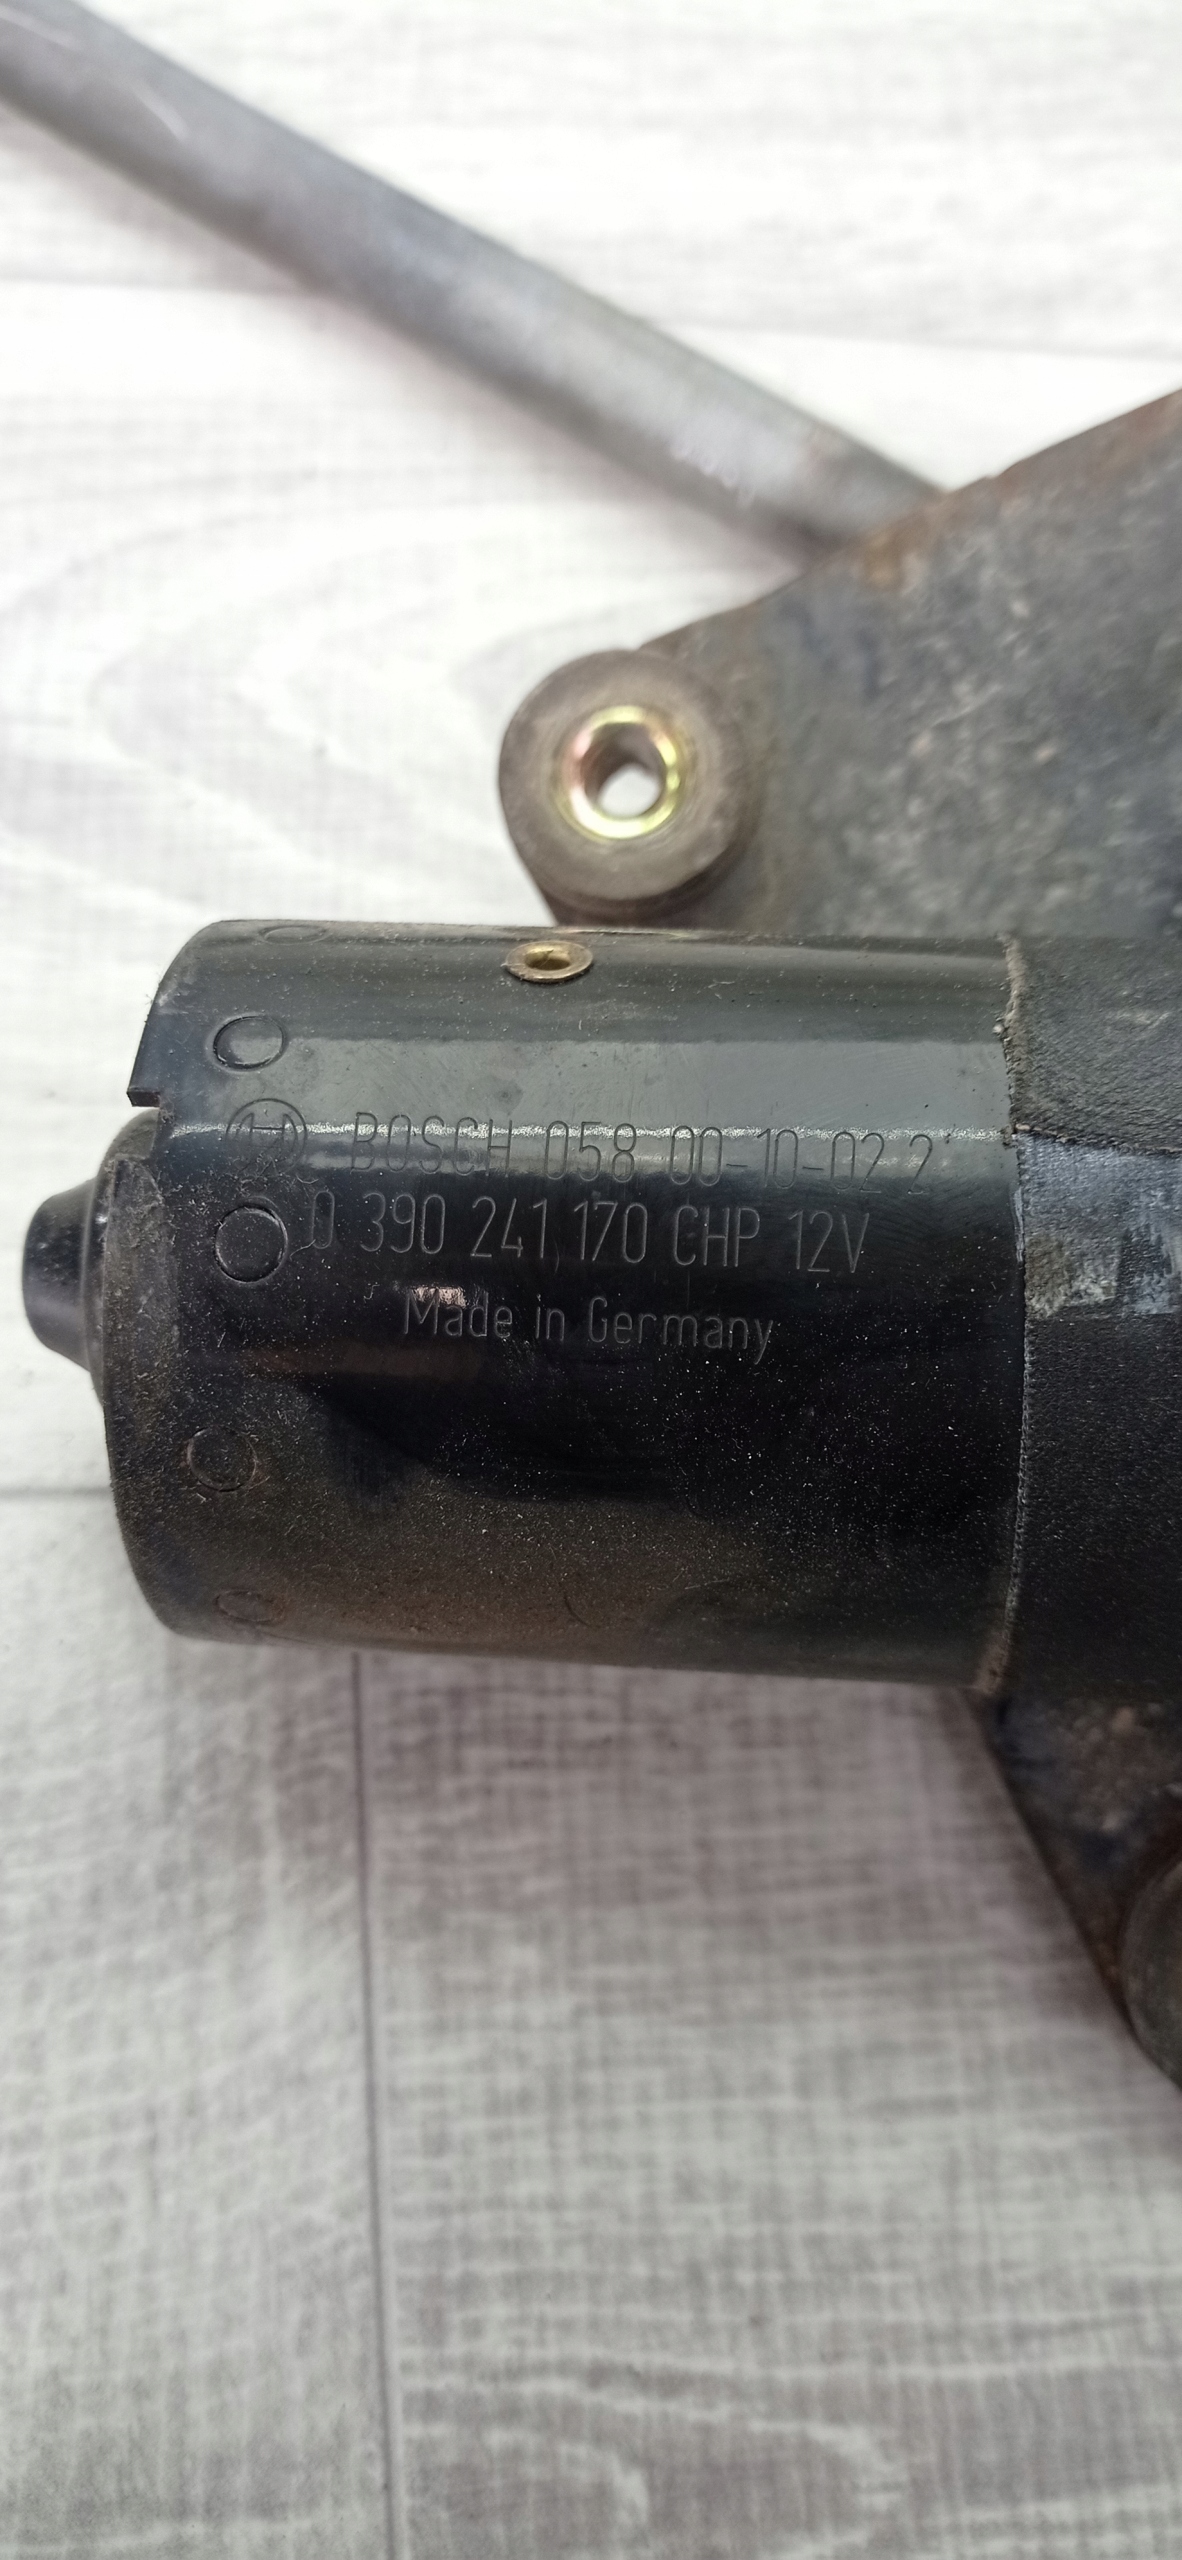 BOSCH 058 00-10-02 2
0 390 241 170 CHP 12V
Made in Germany